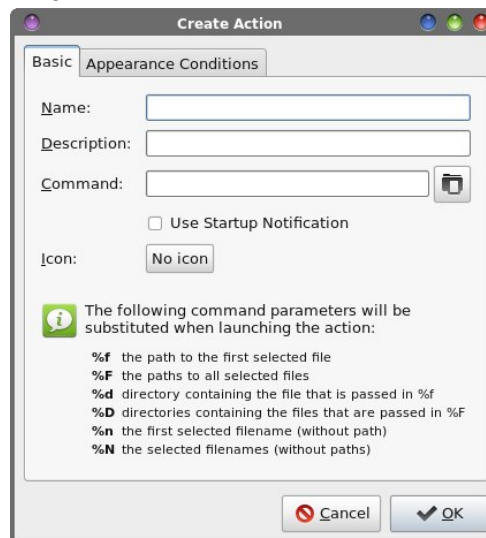 Create Action
Basic
Appearance Conditions
Name:
Description:
Command:
Use Startup Notification
Icon:
No icon
The following command parameters will be
substituted when launching the action:
%f the path to the first selected file
%F the paths to all selected files
%d directory containing the file that is passed in %f
%D directories containing the files that are passed in %F
%n the first selected filename (without path)
%N the selected filenames (without paths)
Cancel
OK